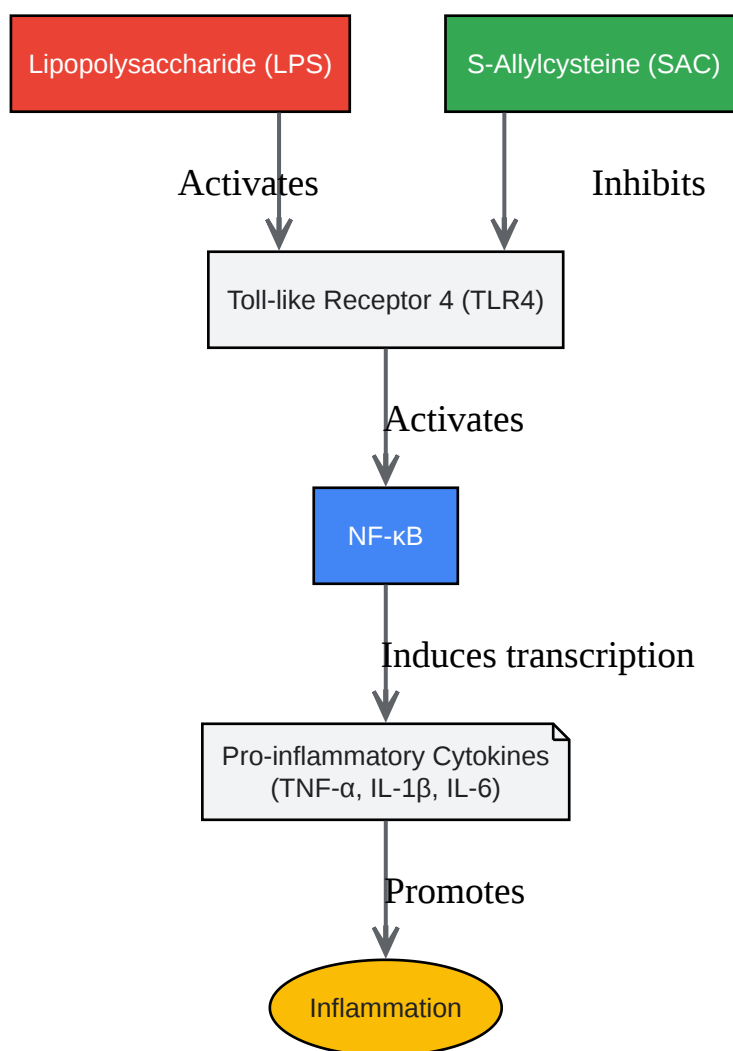 Lipopolysaccharide (LPS)
S-Allylcysteine (SAC)
Activates
Inhibits
Toll-like Receptor 4 (TLR4)
Activates
NF-κB
Induces transcription
Pro-inflammatory Cytokines
(TNF-α, IL-1β, IL-6)
Promotes
Inflammation